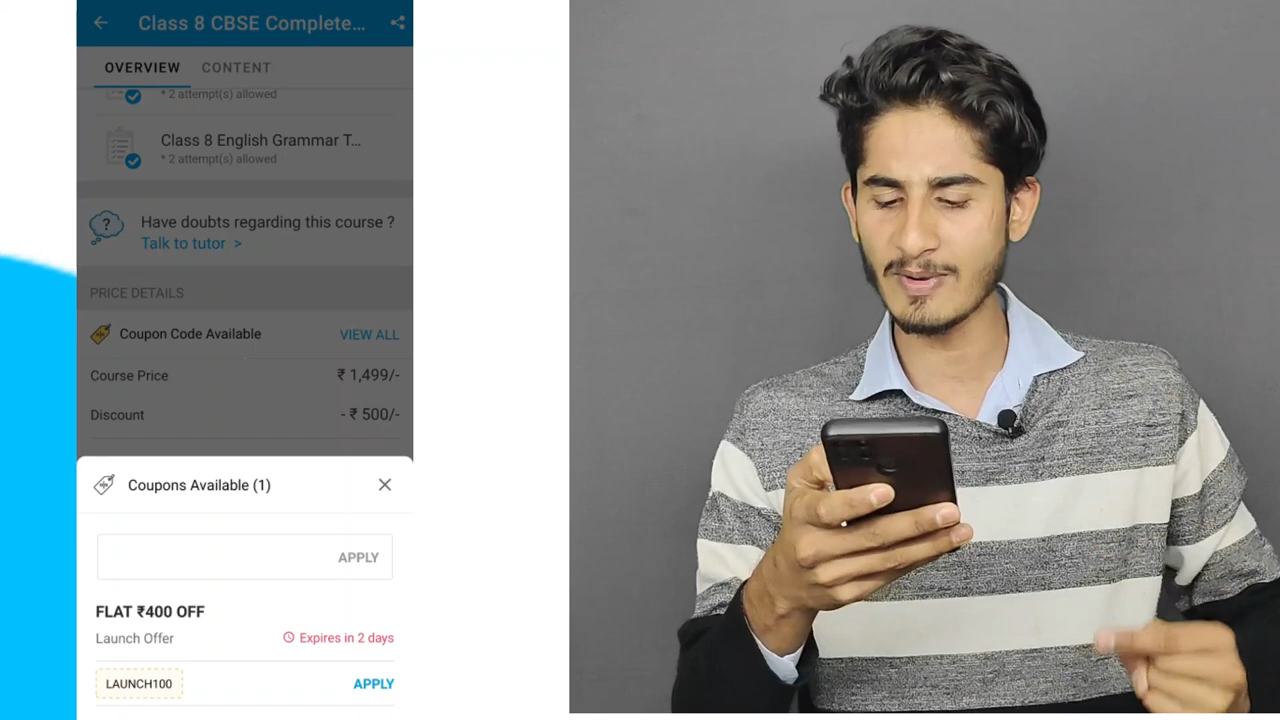 Class 8 CBSE Complete...
OVERVIEW CONTENT
* 2 attempt(s) allowed
Class 8 English Grammar T...
* 2 attempt(s) allowed
Have doubts regarding this course ?
Talk to tutor >
PRICE DETAILS
Coupon Code Available VIEW ALL
Course Price ₹ 1,499/-
Discount - ₹ 500/-
Coupons Available (1)
APPLY
FLAT ₹400 OFF
Launch Offer Expires in 2 days
LAUNCH100 APPLY